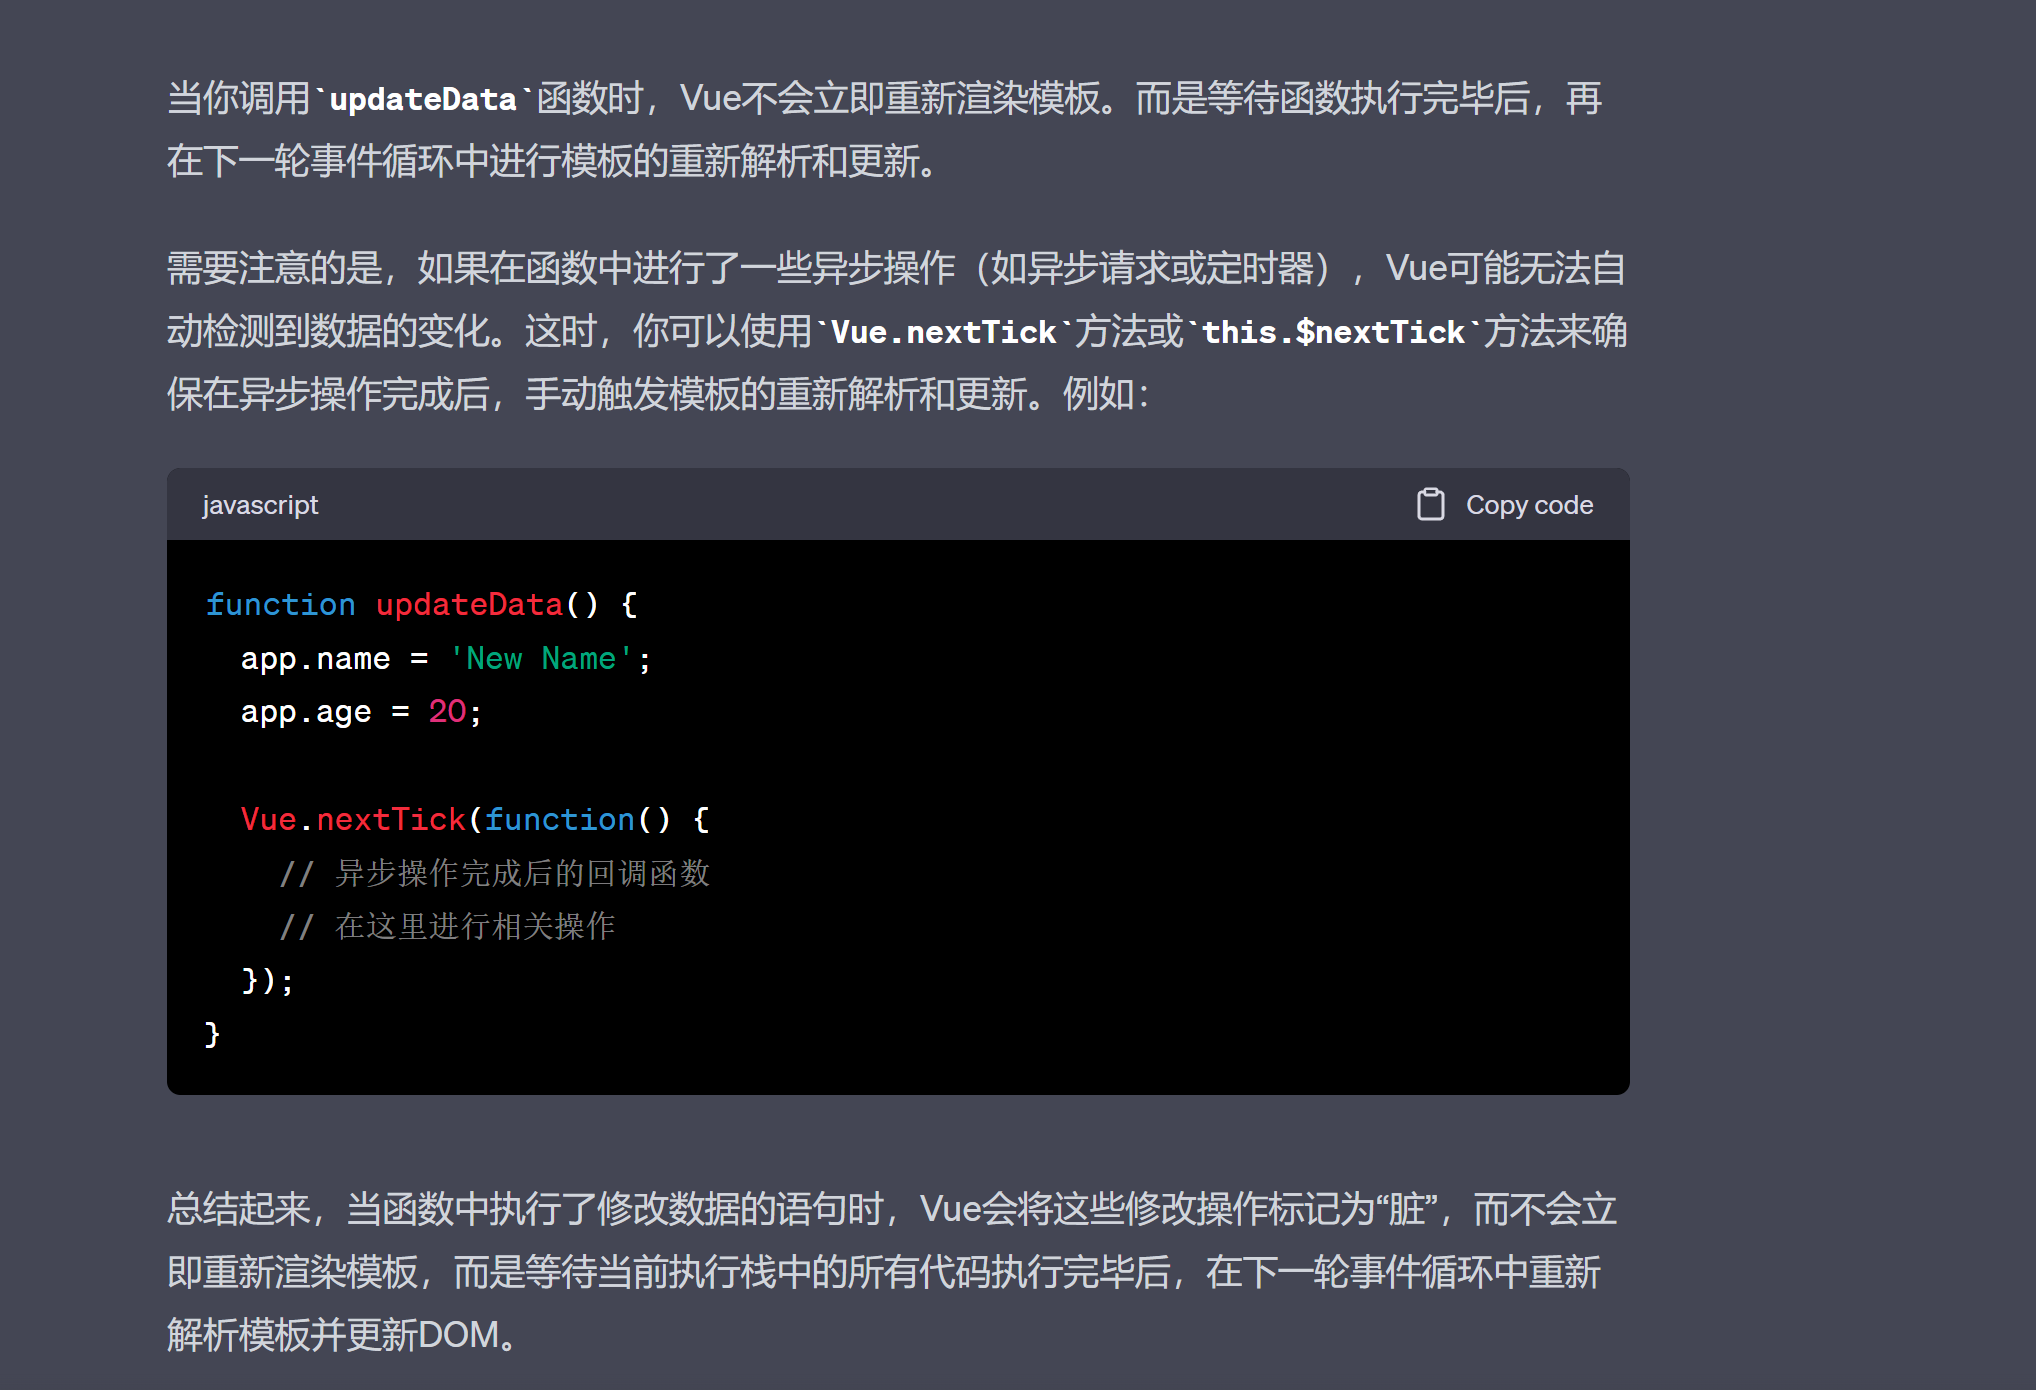 当你调用`updateData`函数时，Vue不会立即重新渲染模板。而是等待函数执行完毕后，再
在下一轮事件循环中进行模板的重新解析和更新。
需要注意的是，如果在函数中进行了一些异步操作（如异步请求或定时器），Vue可能无法自
动检测到数据的变化。这时，你可以使用`Vue.nextTick`方法或`this.$nextTick`方法来确
保在异步操作完成后，手动触发模板的重新解析和更新。例如：
javascript
Copy code
function updateData() {
  app.name = 'New Name';
  app.age = 20;
  Vue.nextTick(function() {
    // 异步操作完成后的回调函数
    // 在这里进行相关操作
  });
}
总结起来，当函数中执行了修改数据的语句时，Vue会将这些修改操作标记为“脏”，而不会立
即重新渲染模板，而是等待当前执行栈中的所有代码执行完毕后，在下一轮事件循环中重新
解析模板并更新DOM。